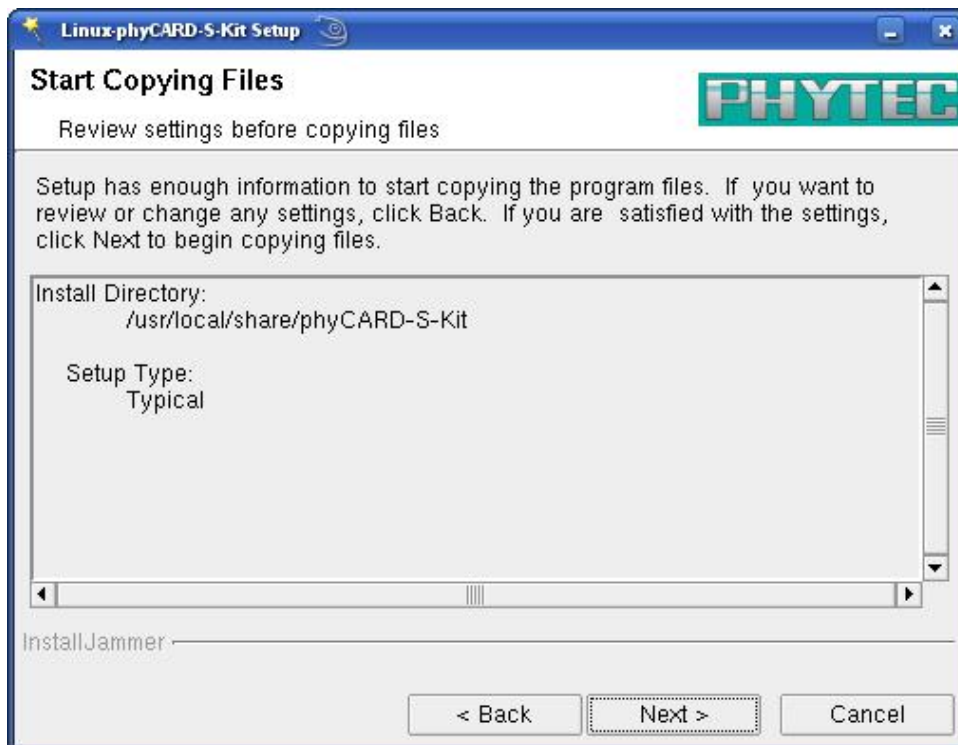 Linux-phyCARD-S-Kit Setup
Start Copying Files
PHYTEC
Review settings before copying files
Setup has enough information to start copying the program files. If you want to
review or change any settings, click Back. If you are satisfied with the settings,
click Next to begin copying files.
Install Directory:
/usr/local/share/phyCARD-S-Kit
Setup Type:
Typical
InstallJammer
< Back
Next >
Cancel